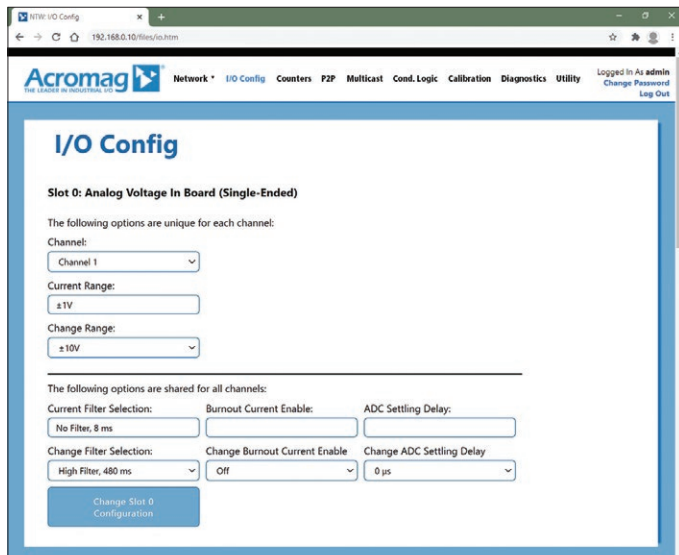 NTW: I/O Config
192.168.0.10/files/io.htm
Acromag
THE LEADER IN INDUSTRIAL I/O
Network I/O Config Counters P2P Multicast Cond. Logic Calibration Diagnostics Utility
Logged In As admin
Change Password
Log Out
I/O Config
Slot 0: Analog Voltage In Board (Single-Ended)
The following options are unique for each channel:
Channel:
Channel 1
Current Range:
±1V
Change Range:
±10V
The following options are shared for all channels:
Current Filter Selection: Burnout Current Enable: ADC Settling Delay:
No Filter, 8 ms
Change Filter Selection: Change Burnout Current Enable Change ADC Settling Delay
High Filter, 480 ms Off 0 µs
Change Slot 0
Configuration